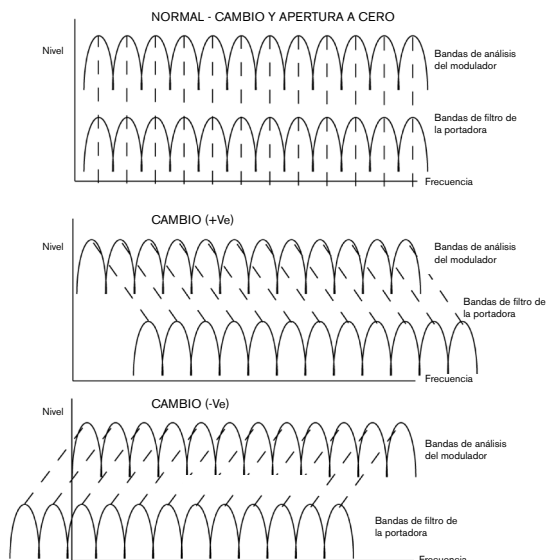 NORMAL - CAMBIO Y APERTURA A CERO
Nivel
Bandas de análisis
del modulador
Bandas de filtro de
la portadora
Frecuencia
CAMBIO (+Ve)
Nivel
Bandas de análisis
del modulador
Bandas de filtro de
la portadora
Frecuencia
CAMBIO (-Ve)
Nivel
Bandas de análisis
del modulador
Bandas de filtro de
la portadora
Frecuencia